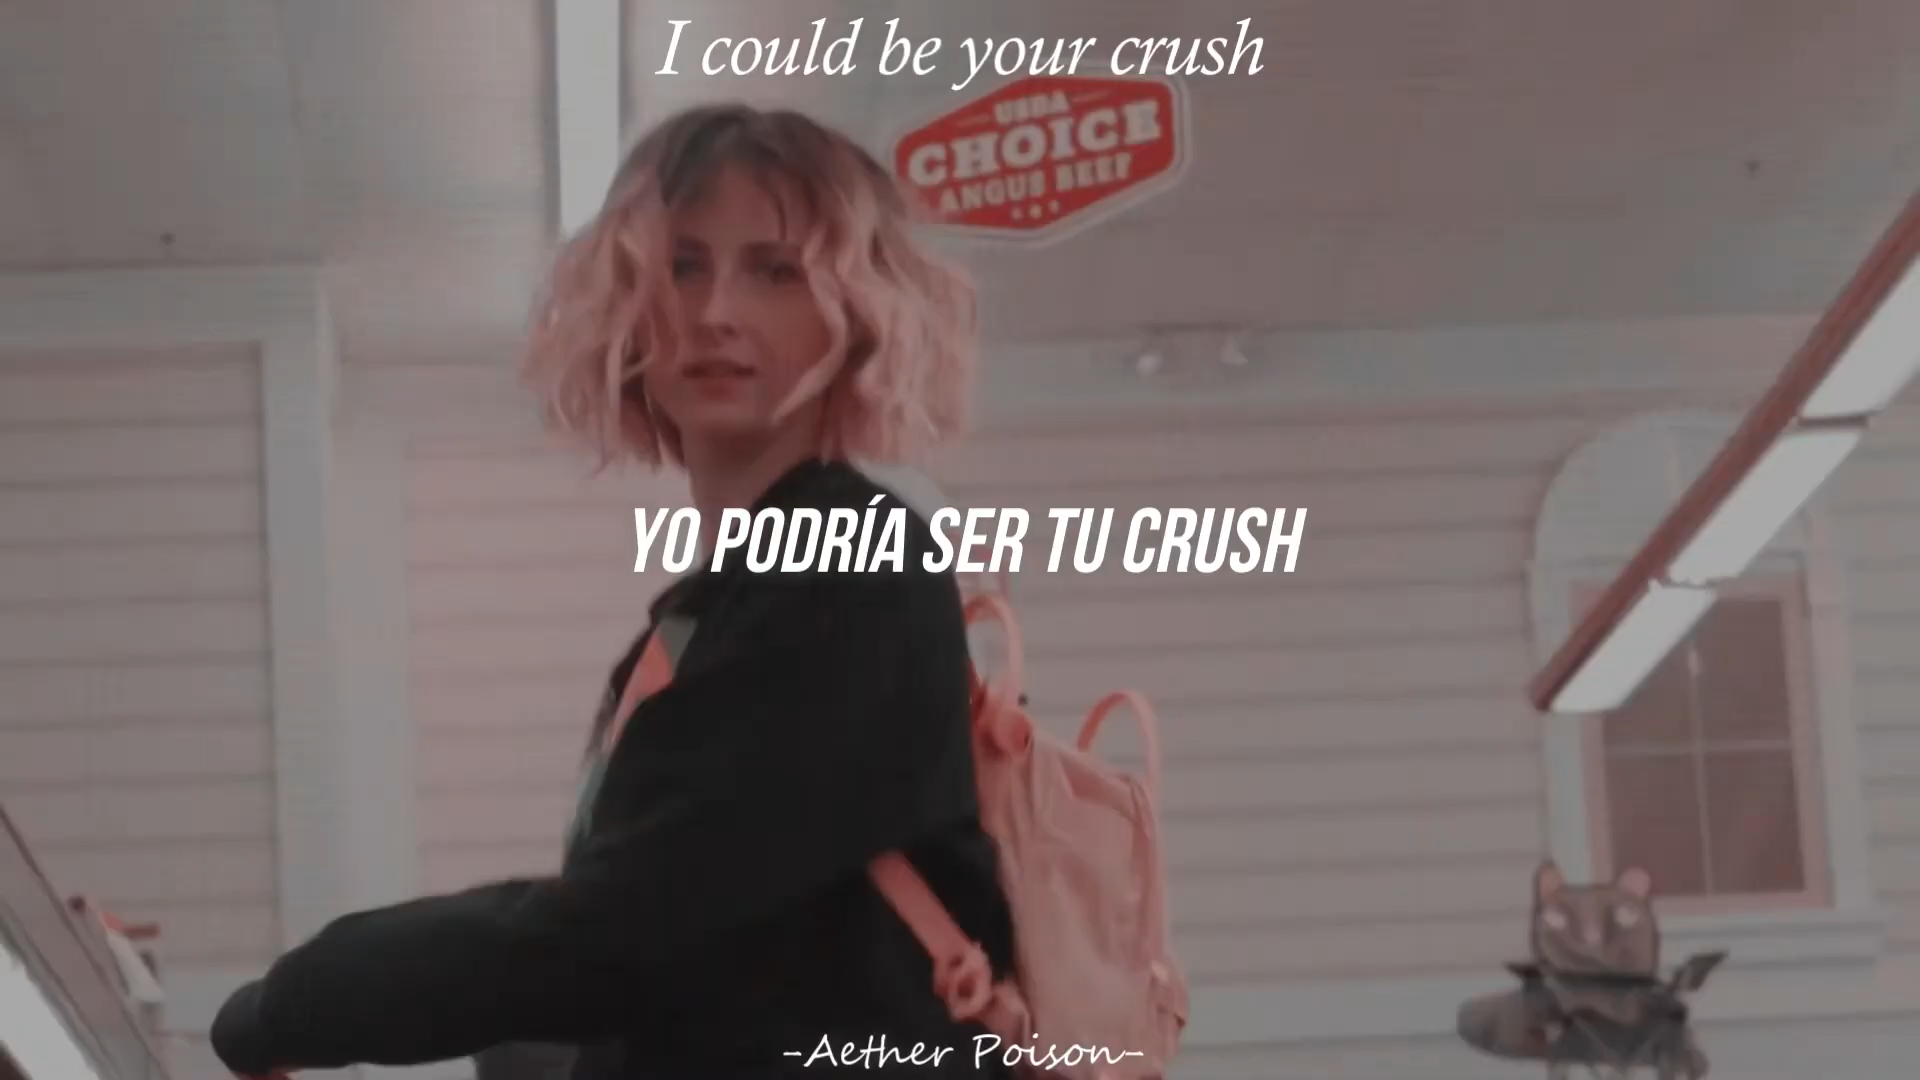 I could be your crush
USDA
CHOICE
ANGUS BEEF
YO PODRÍA SER TU CRUSH
-Aether Poison-